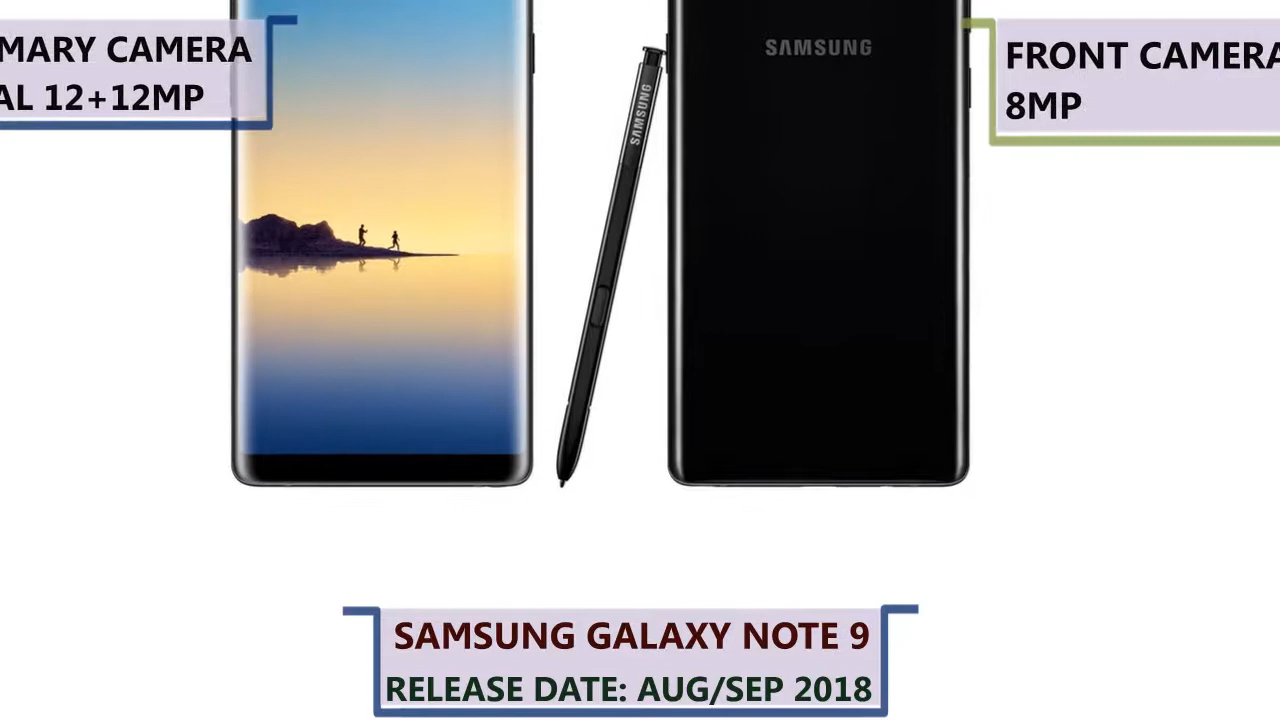 MARY CAMERA
AL 12+12MP
SAMSUNG
SAMSUNG
FRONT CAMERA
8MP
SAMSUNG GALAXY NOTE 9
RELEASE DATE: AUG/SEP 2018